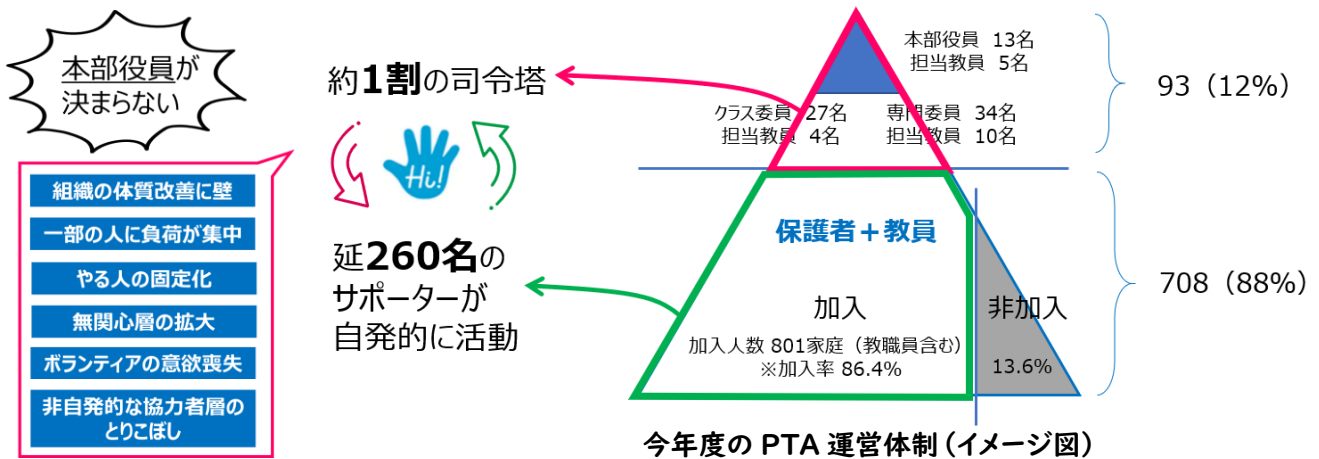 本部役員が
決まらない
組織の体質改善に壁
一部の人に負荷が集中
やる人の固定化
無関心層の拡大
ボランティアの意欲喪失
非自発的な協力者層の
とりこぼし
約1割の司令塔
Hi!
延260名の
サポーターが
自発的に活動
本部役員 13名
担当教員 5名
クラス委員 27名
担当教員 4名
専門委員 34名
担当教員 10名
93（12%）
保護者＋教員
加入
加入人数 801家庭（教職員含む）
※加入率 86.4%
非加入
13.6%
708（88%）
今年度の PTA 運営体制（イメージ図）